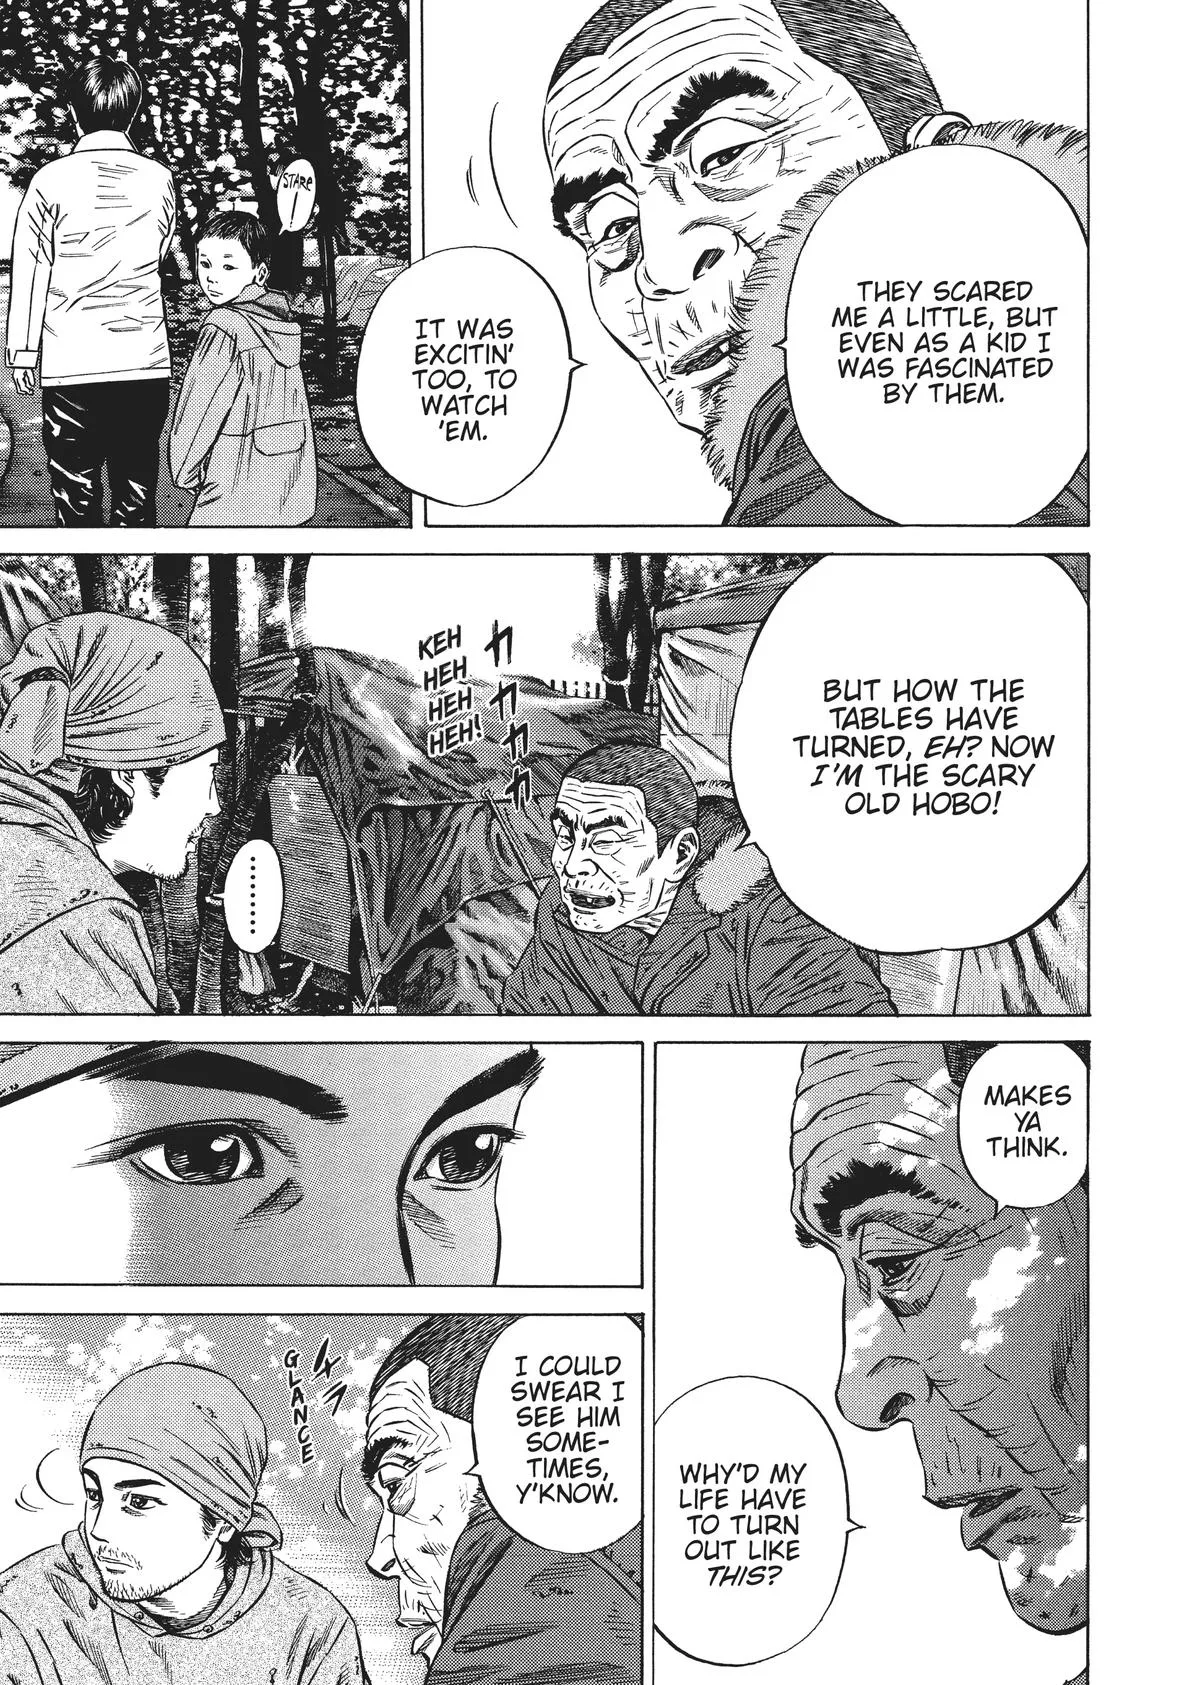 THEY SCARED
ME A LITTLE, BUT
EVEN AS A KID I
WAS FASCINATED
BY THEM.
IT WAS
EXCITIN'
TOO, TO
WATCH
'EM.
STARE
BUT HOW THE
TABLES HAVE
TURNED, EH? NOW
I'M THE SCARY
OLD HOBO!
カカカカ
KEH
HEH
HEH
HEH!
........
MAKES
YA
THINK.
WHY'D MY
LIFE HAVE
TO TURN
OUT LIKE
THIS?
I COULD
SWEAR I
SEE HIM
SOME-
TIMES,
Y'KNOW.
チラ
GLANCE